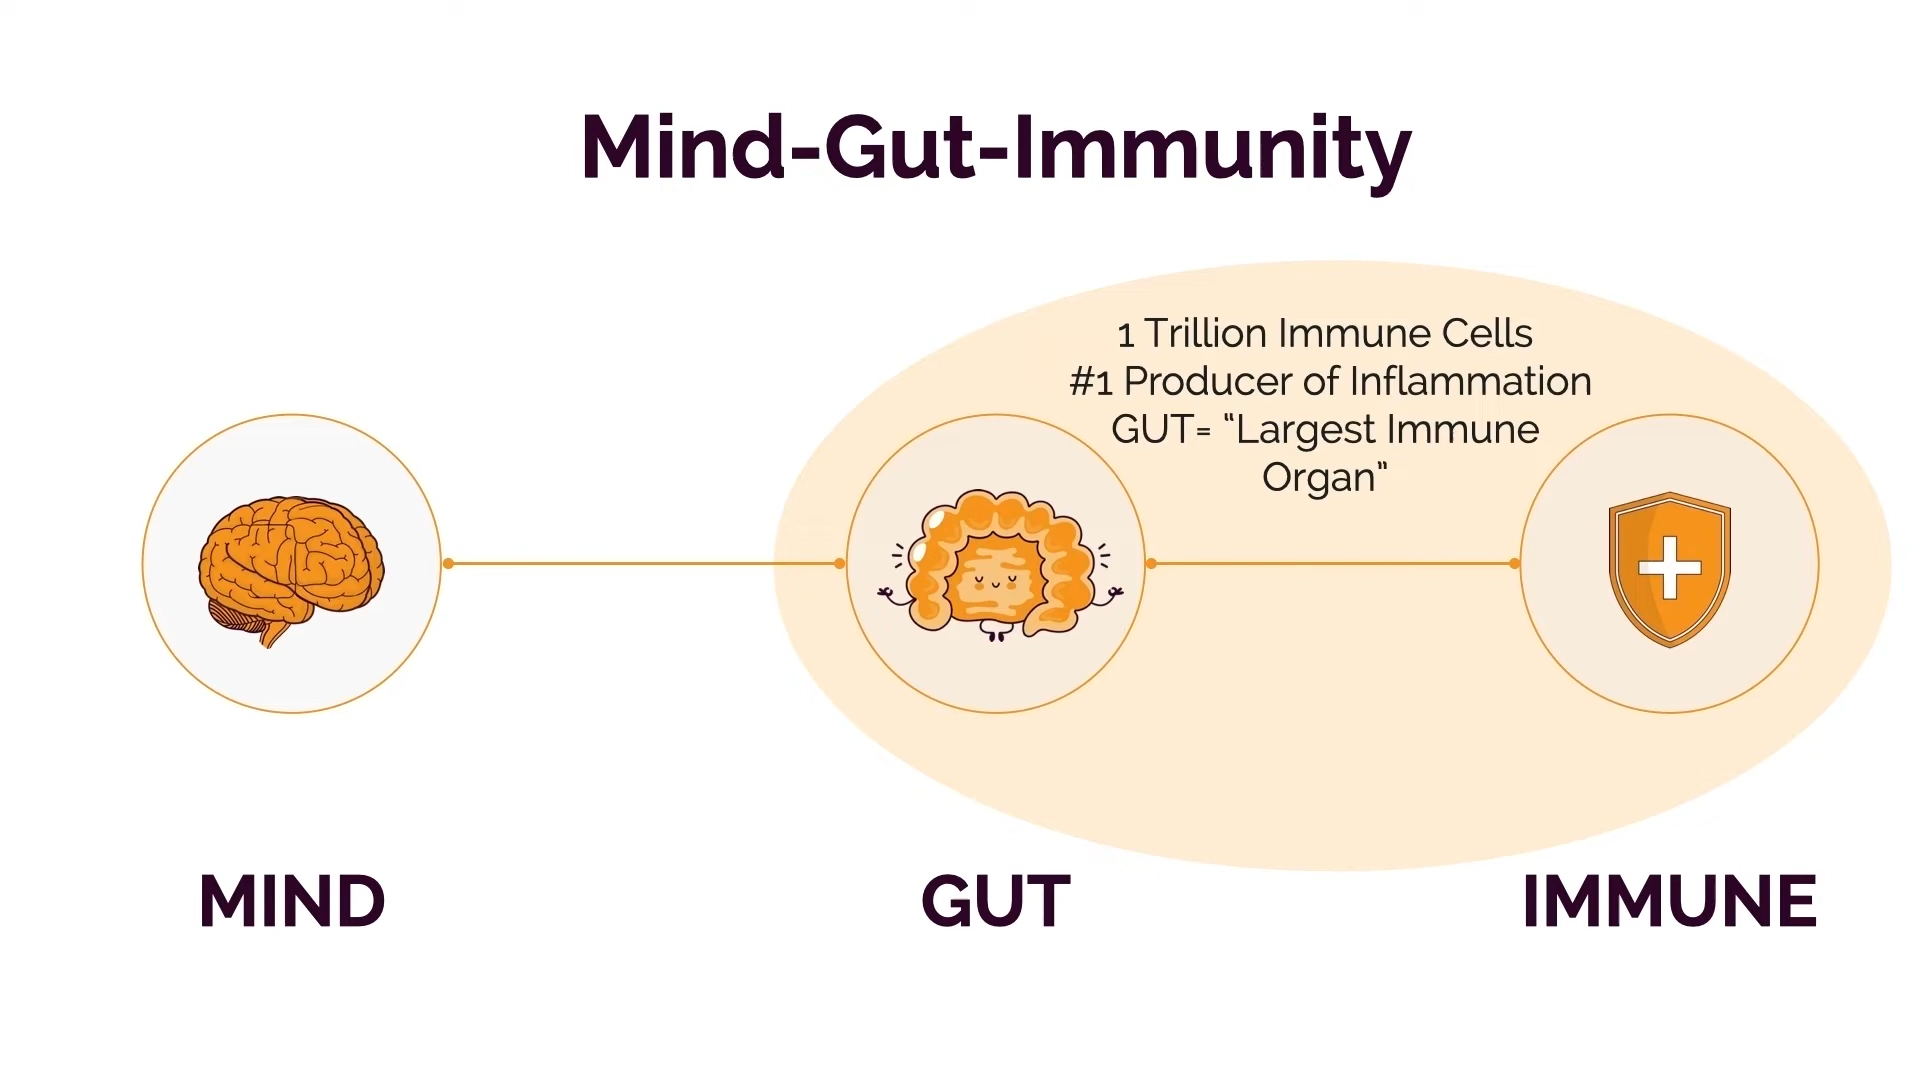 Mind-Gut-Immunity
1 Trillion Immune Cells
#1 Producer of Inflammation
GUT= “Largest Immune
Organ”
MIND
GUT
IMMUNE